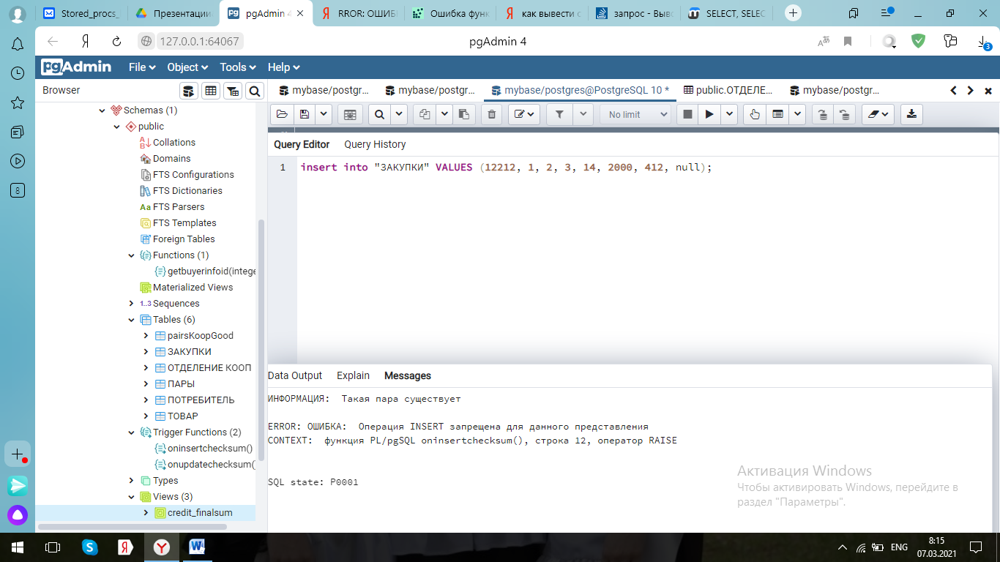 Stored_procs_
Презентации
pgAdmin 4
RROR: ОШИБ
Ошибка функ
как вывести с
запрос - Выво
SELECT, SELEC
127.0.0.1:64067
pgAdmin 4
3
pgAdmin
File
Object
Tools
Help
Browser
mybase/postgr...
mybase/postgr...
mybase/postgres@PostgreSQL 10 *
public.ОТДЕЛЕ...
mybase/postgr...
No limit
Schemas (1)
public
Collations
Domains
FTS Configurations
FTS Dictionaries
FTS Parsers
FTS Templates
Foreign Tables
Functions (1)
getbuyerinfoid(intege
Materialized Views
1..3 Sequences
Tables (6)
pairsKoopGood
ЗАКУПКИ
ОТДЕЛЕНИЕ КООП
ПАРЫ
ПОТРЕБИТЕЛЬ
ТОВАР
Trigger Functions (2)
oninsertchecksum()
onupdatechecksum(
Types
Views (3)
credit_finalsum
Query Editor
Query History
1 insert into "ЗАКУПКИ" VALUES (12212, 1, 2, 3, 14, 2000, 412, null);
Data Output
Explain
Messages
ИНФОРМАЦИЯ:  Такая пара существует
ERROR: ОШИБКА:  Операция INSERT запрещена для данного представления
CONTEXT:  функция PL/pgSQL oninsertchecksum(), строка 12, оператор RAISE
SQL state: P0001
Активация Windows
Чтобы активировать Windows, перейдите в
раздел "Параметры".
8
ENG
8:15
07.03.2021